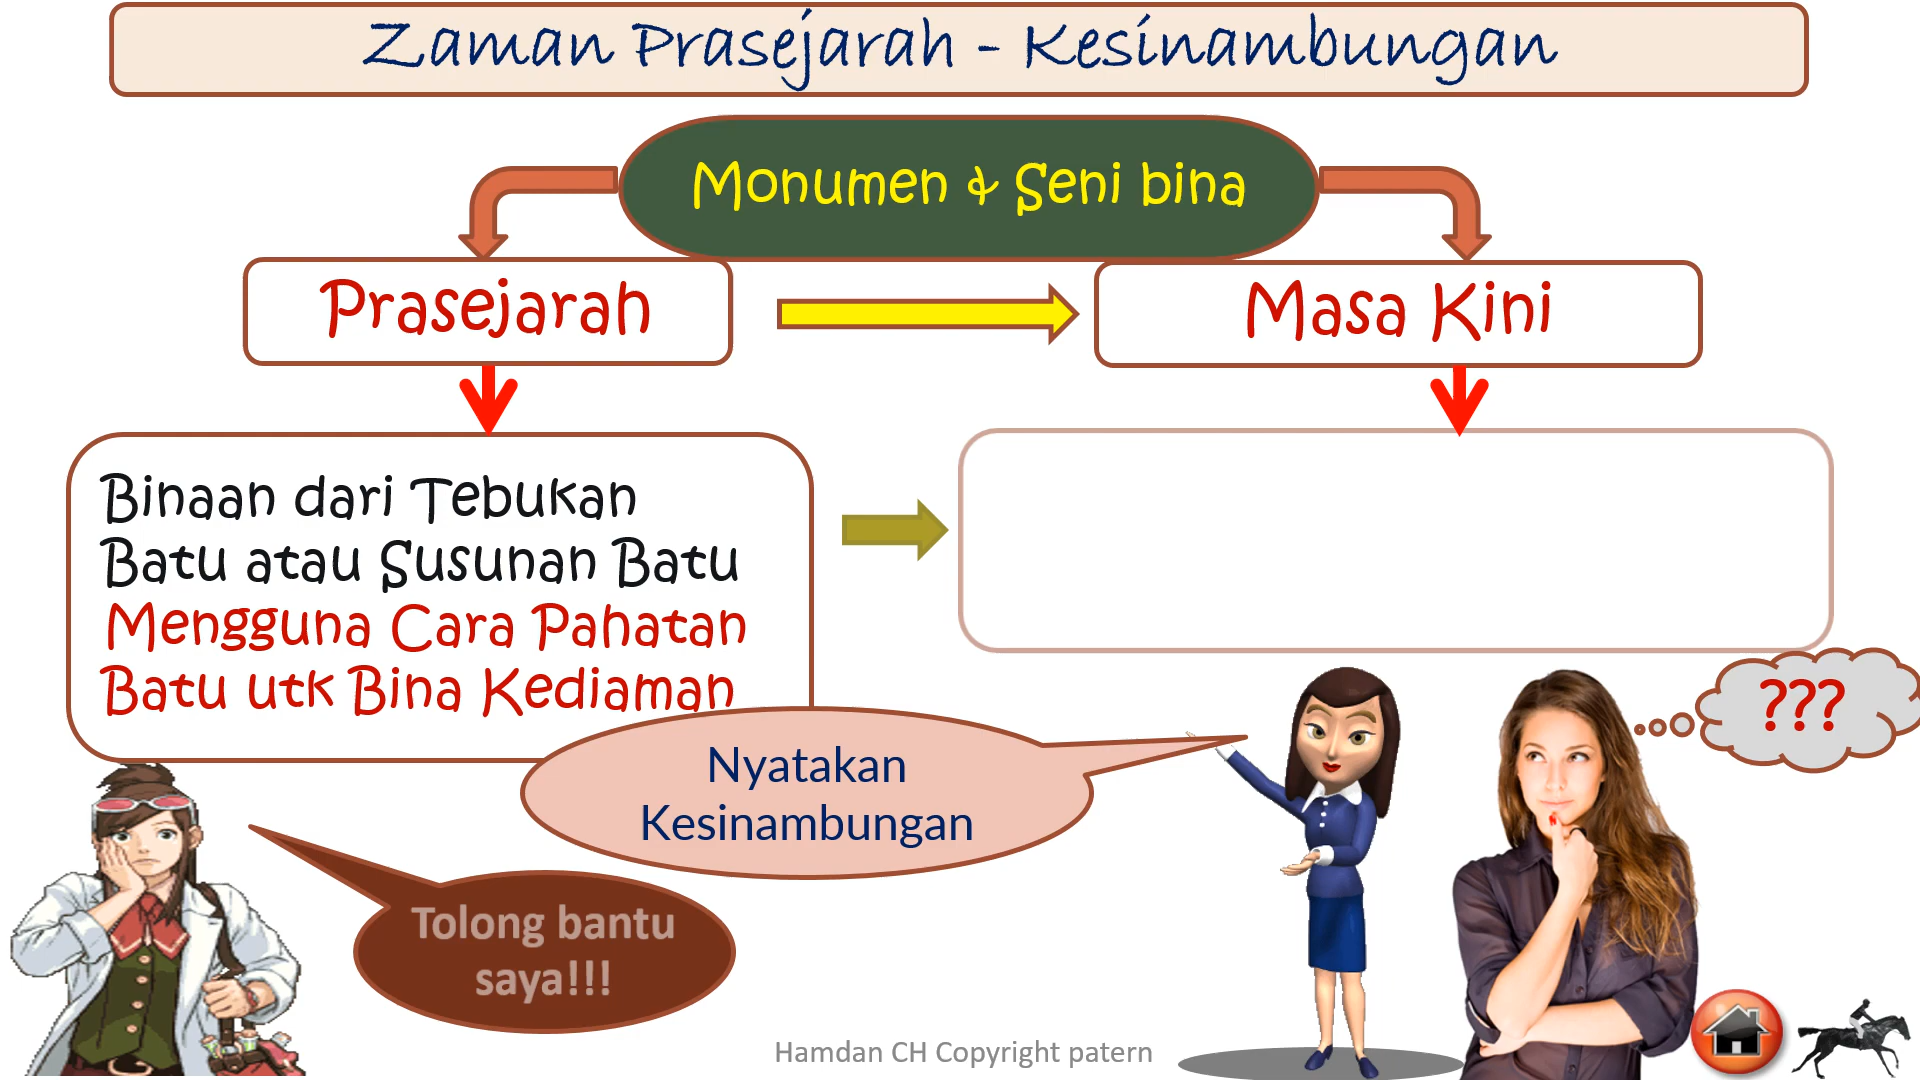 Zaman Prasejarah - Kesinambungan
Monumen & Seni bina
Prasejarah
Masa Kini
Binaan dari Tebukan
Batu atau Susunan Batu
Mengguna Cara Pahatan
Batu utk Bina Kediaman
Nyatakan
Kesinambungan
???
Tolong bantu
saya!!!
Hamdan CH Copyright patern